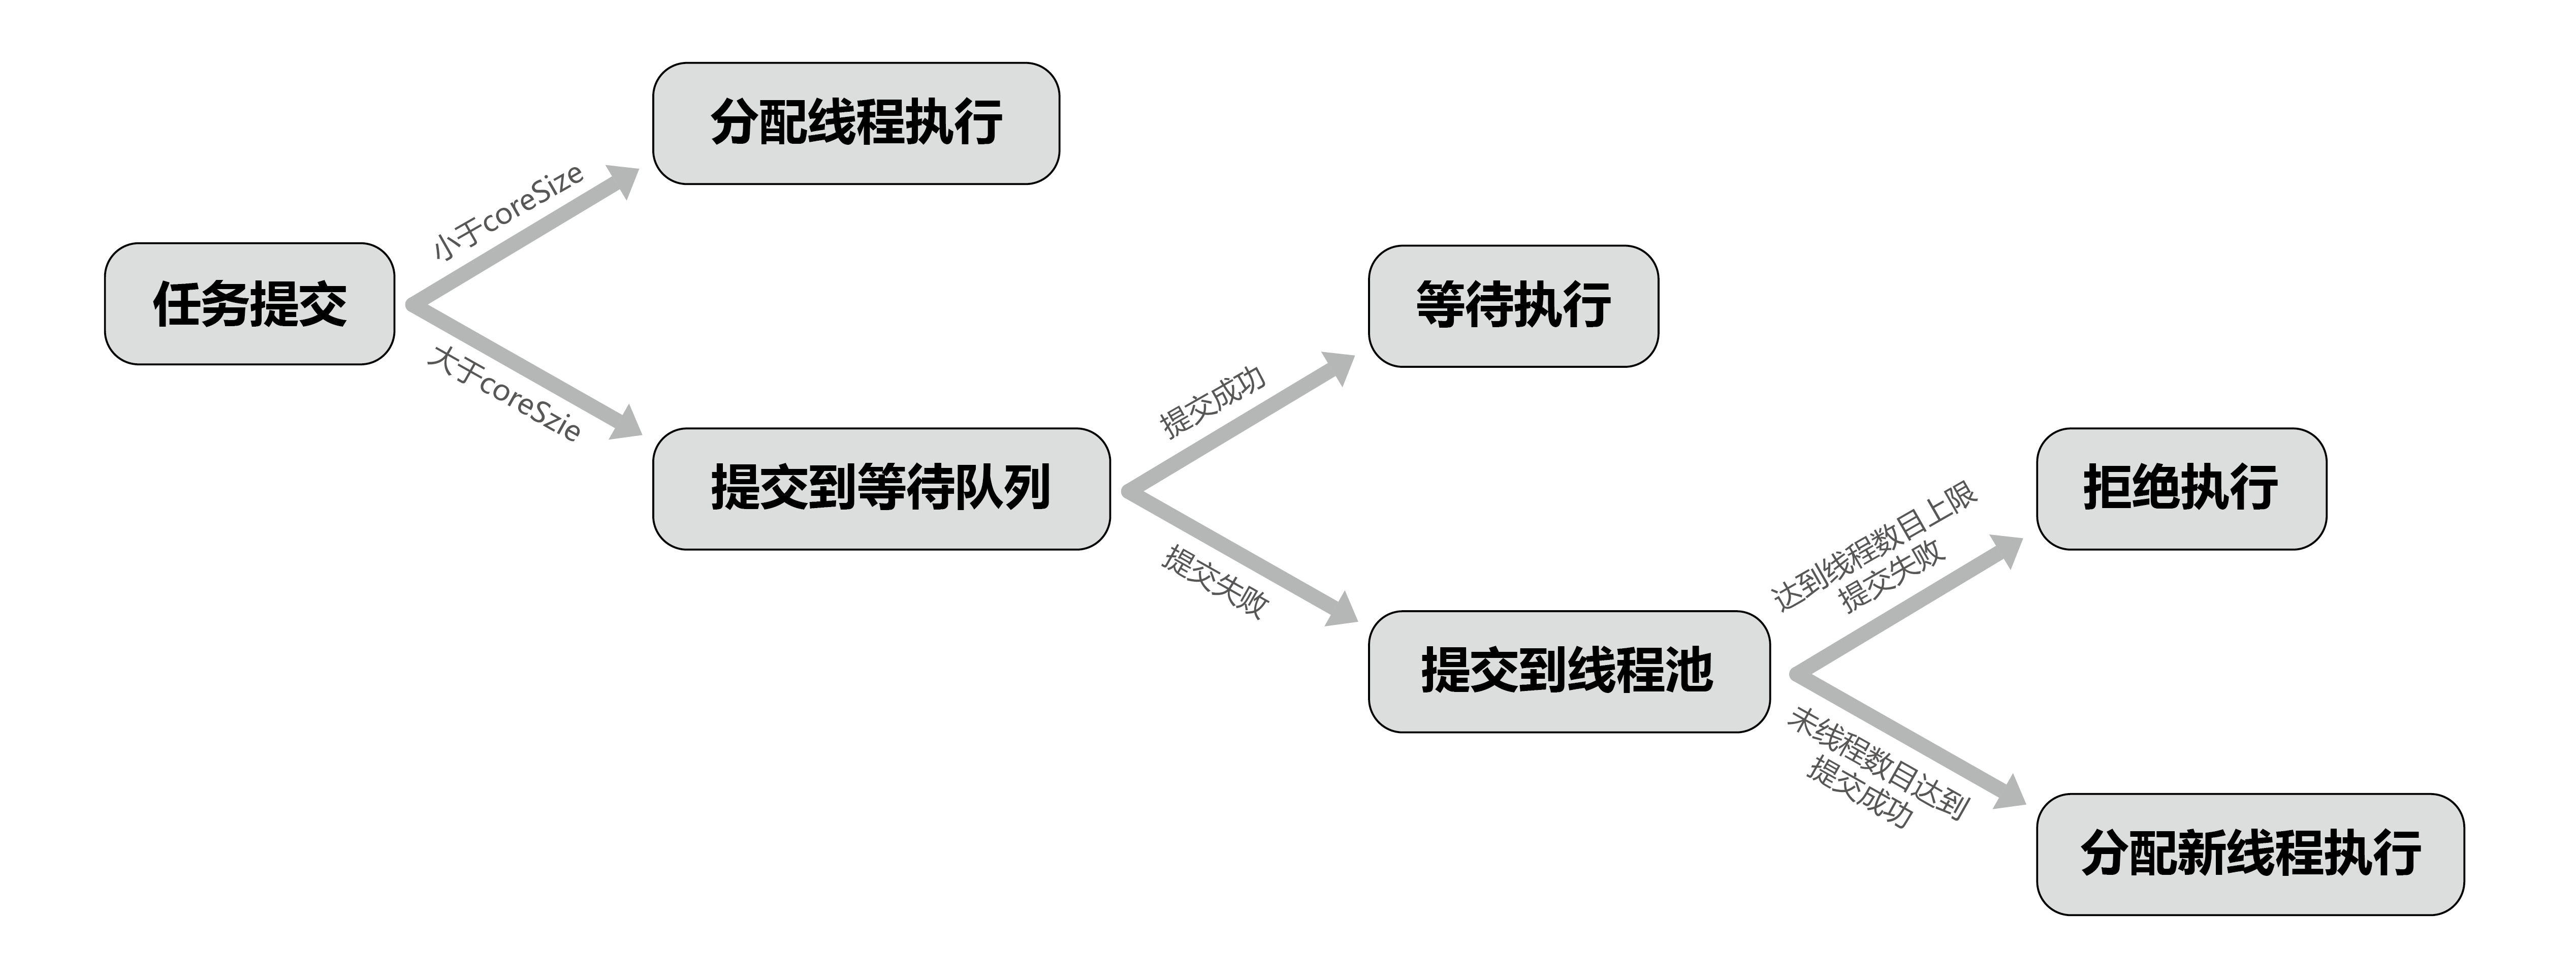 分配线程执行
小于coreSize
任务提交
大于coreSzie
等待执行
提交成功
提交到等待队列
提交失败
拒绝执行
达到线程数目上限
提交失败
提交到线程池
未线程数目达到
提交成功
分配新线程执行